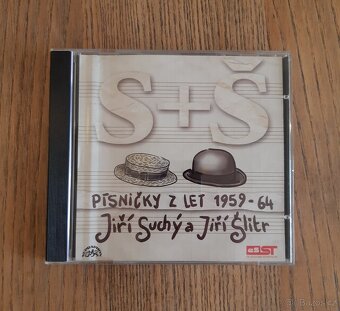 S+Š
PÍSNIČKY Z LET 1959-64
Jiří Suchý a Jiří Šlitr